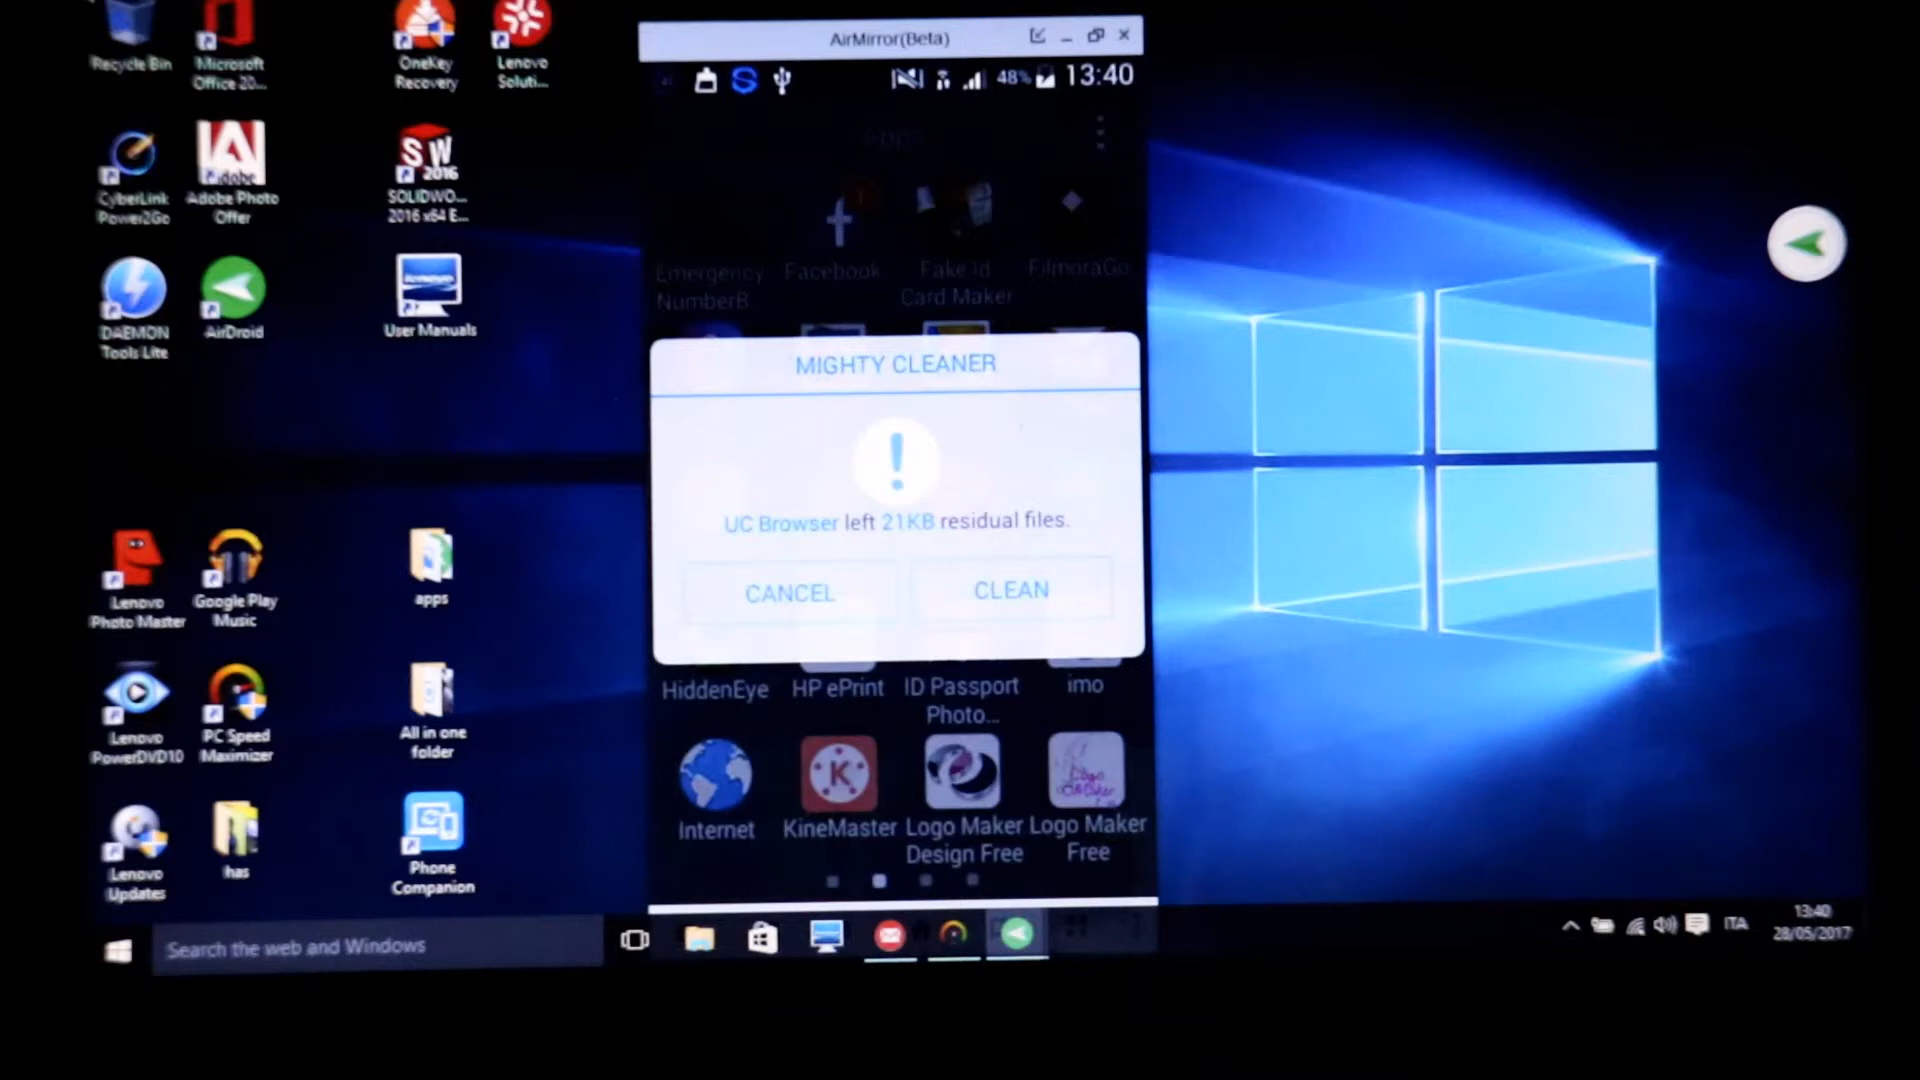 Recycle Bin
Microsoft
Office 20...
OneKey
Recovery
Lenovo
Soluti...
CyberLink
Power2Go
Adobe
Adobe Photo
Offer
SW
2016
SOLIDWO...
2016 x64 E...
DAEMON
Tools Lite
AirDroid
User Manuals
Lenovo
Photo Master
Google Play
Music
apps
Lenovo
PowerDVD10
PC Speed
Maximizer
All in one
folder
Lenovo
Updates
has
Phone
Companion
AirMirror(Beta)
48%
13:40
Apps
Emergency
NumberB
Facebook
Fake Id
Card Maker
FilmoraGo
MIGHTY CLEANER
UC Browser left 21KB residual files.
CANCEL
CLEAN
HiddenEye
HP ePrint
ID Passport
Photo...
imo
Internet
K
KineMaster
Logo Maker
Design Free
Logo Maker
Free
Search the web and Windows
ITA
13:40
28/05/2017